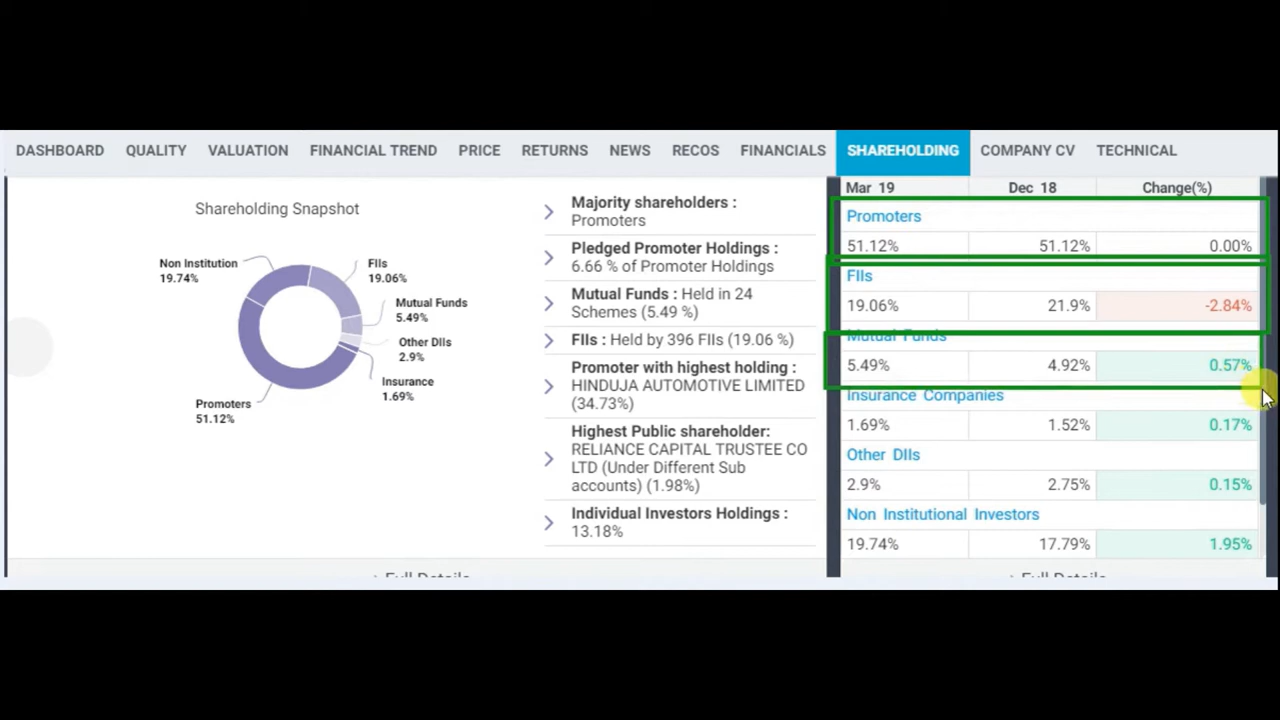 DASHBOARD QUALITY VALUATION FINANCIAL TREND PRICE RETURNS NEWS RECOS FINANCIALS SHAREHOLDING COMPANY CV TECHNICAL
Shareholding Snapshot
Non Institution
19.74%
FIIs
19.06%
Mutual Funds
5.49%
Other DIIs
2.9%
Insurance
1.69%
Promoters
51.12%
Majority shareholders :
Promoters
Pledged Promoter Holdings :
6.66 % of Promoter Holdings
Mutual Funds : Held in 24
Schemes (5.49 %)
FIIs : Held by 396 FIIs (19.06 %)
Promoter with highest holding :
HINDUJA AUTOMOTIVE LIMITED
(34.73%)
Highest Public shareholder:
RELIANCE CAPITAL TRUSTEE CO
LTD (Under Different Sub
accounts) (1.98%)
Individual Investors Holdings :
13.18%
Full Details
Mar 19 Dec 18 Change(%)
Promoters
51.12% 51.12% 0.00%
FIIs
19.06% 21.9% -2.84%
Mutual Funds
5.49% 4.92% 0.57%
Insurance Companies
1.69% 1.52% 0.17%
Other DIIs
2.9% 2.75% 0.15%
Non Institutional Investors
19.74% 17.79% 1.95%
Full Details